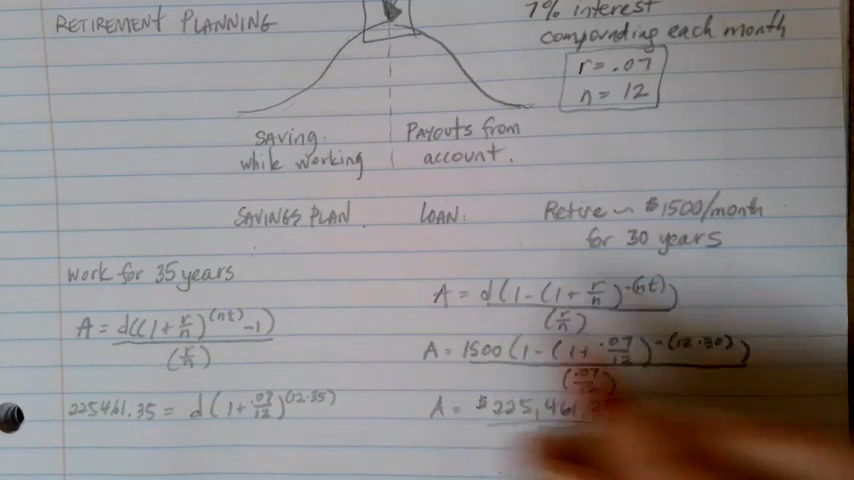 RETIREMENT PLANNING
7% interest
compounding each month
r = .07
n = 12
SAVING
while working
PAYOUTS from
account.
SAVINGS PLAN
LOAN:
Retire ~ $1500/month
for 30 years
work for 35 years
A = d((1 + r/n)^(nt) - 1) / (r/n)
A = d(1 - (1 + r/n)^-(nt)) / (r/n)
A = 1500(1 - (1 + .07/12)^-(12·30)) / (.07/12)
225461.35 = d(1 + .07/12)^(12·35)
A = $225,461.